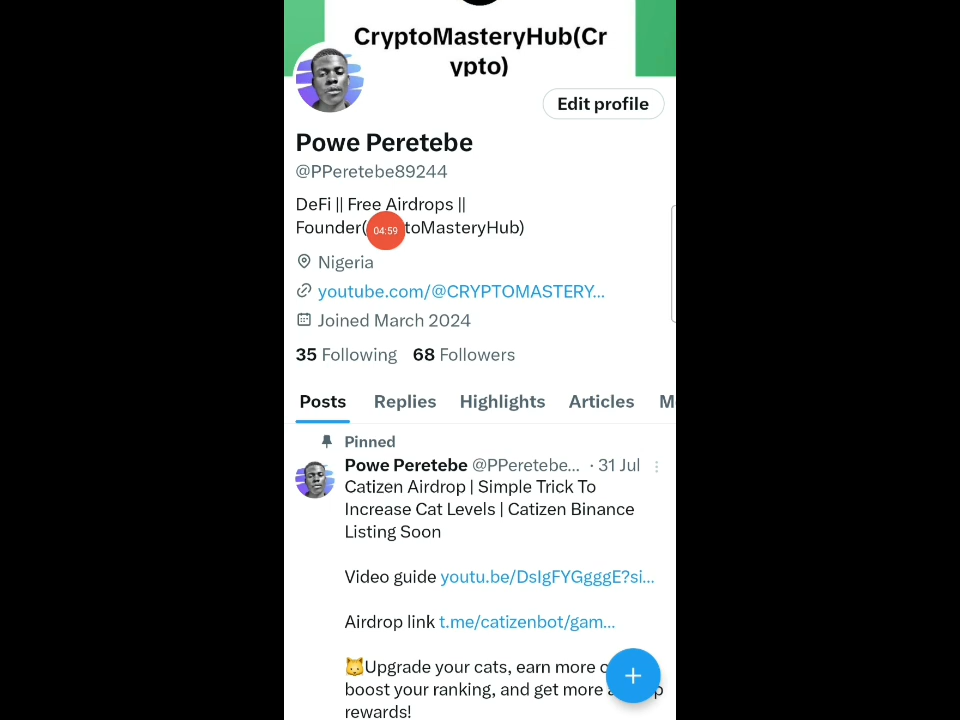 CryptoMasteryHub(Cr
ypto)
Edit profile
Powe Peretebe
@PPeretebe89244
DeFi || Free Airdrops ||
Founder( toMasteryHub)
04:59
Nigeria
youtube.com/@CRYPTOMASTERY...
Joined March 2024
35 Following 68 Followers
Posts Replies Highlights Articles M
Pinned
Powe Peretebe @PPeretebe... · 31 Jul
Catizen Airdrop | Simple Trick To
Increase Cat Levels | Catizen Binance
Listing Soon
Video guide youtu.be/DsIgFYGgggE?si...
Airdrop link t.me/catizenbot/gam...
🐱Upgrade your cats, earn more
boost your ranking, and get more
rewards!